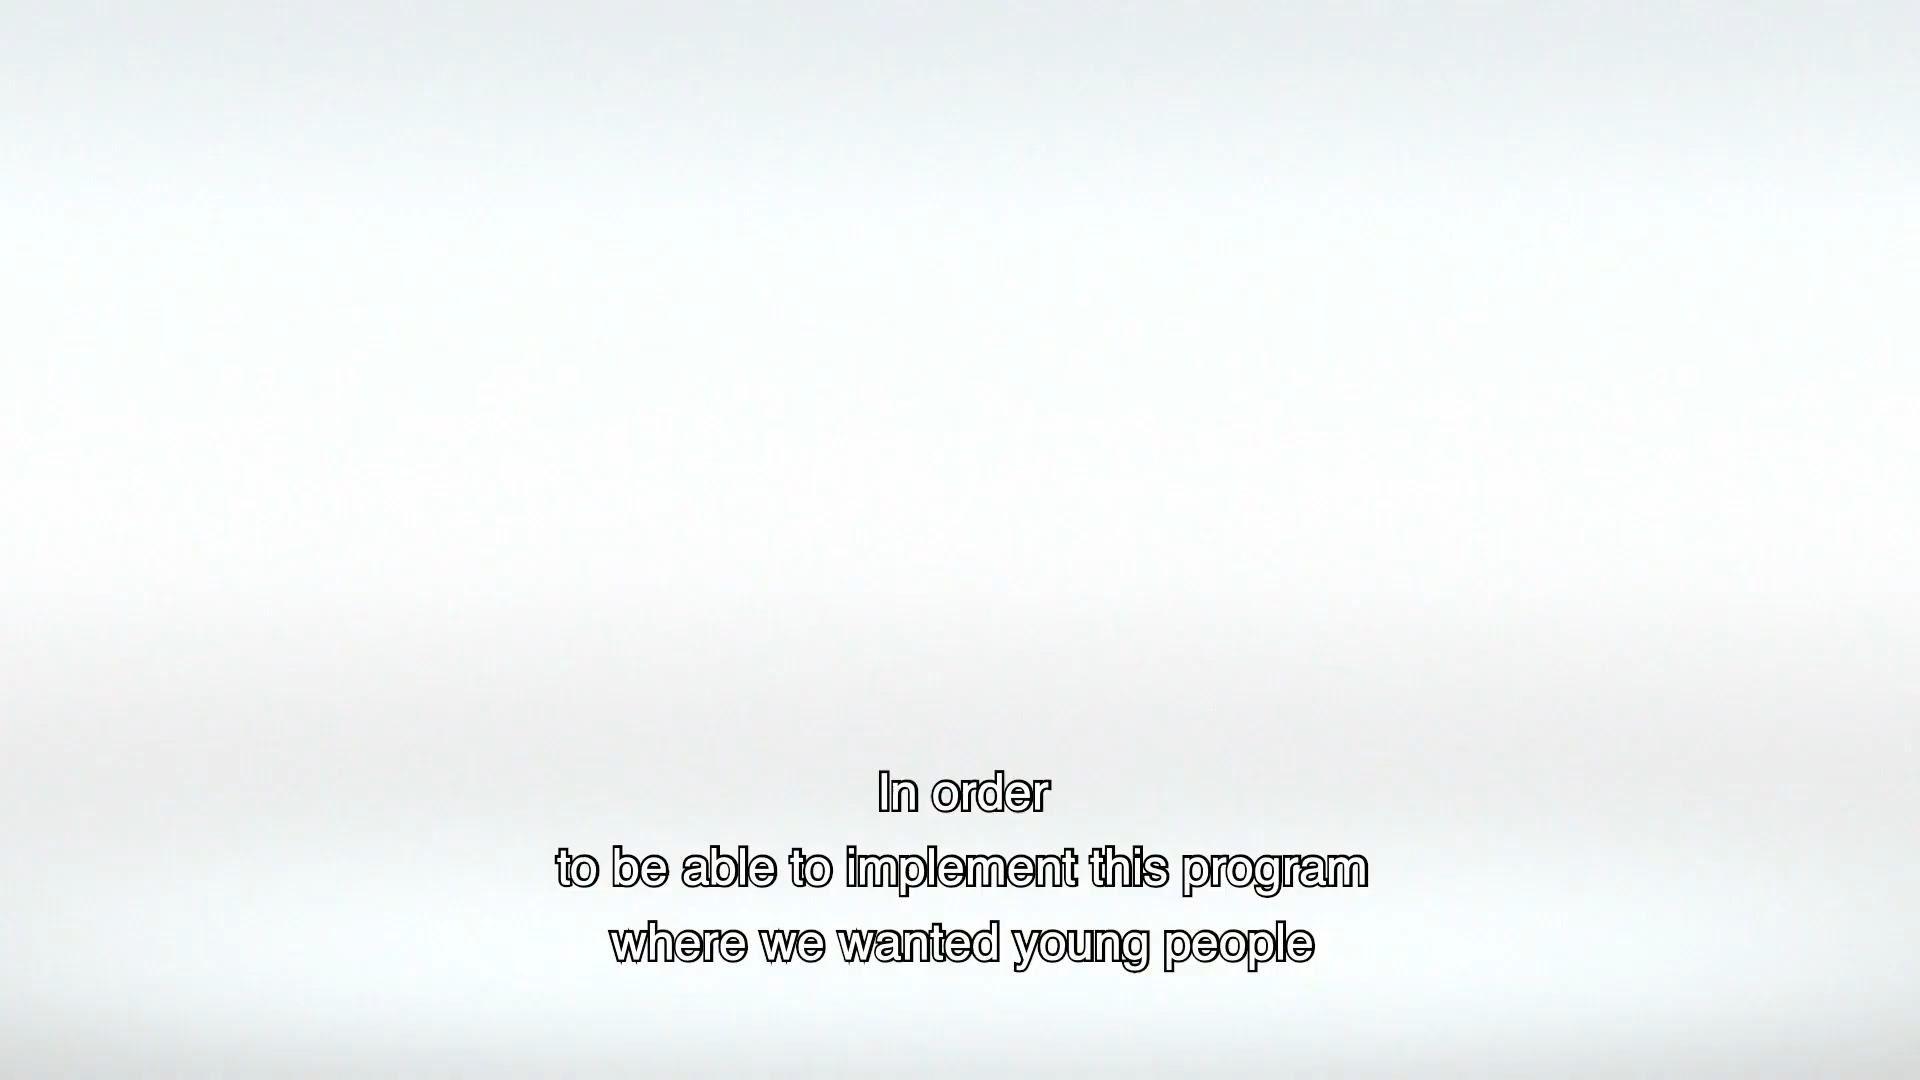 In order
to be able to implement this program
where we wanted young people